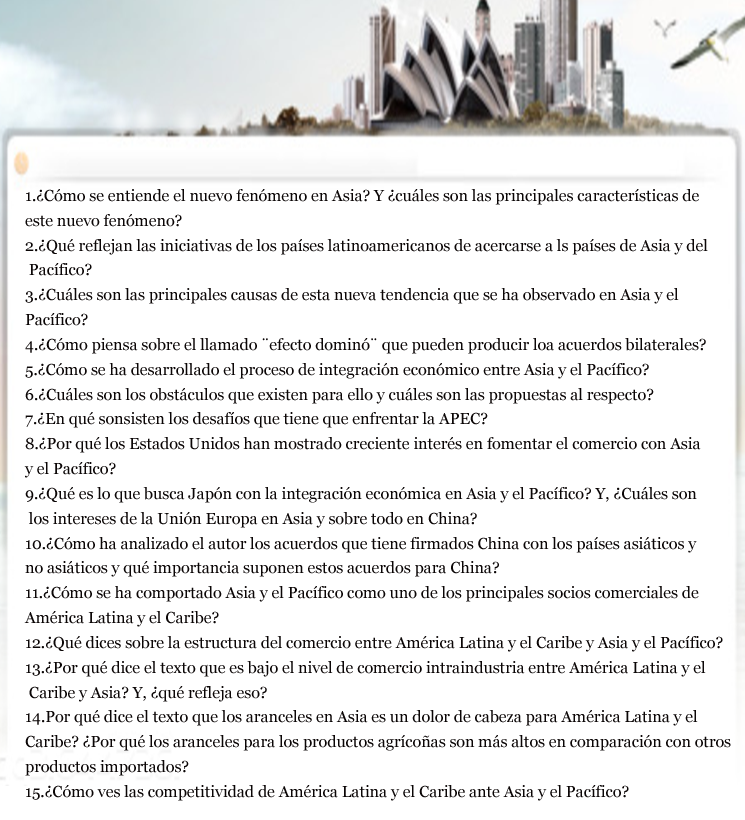 1.¿Cómo se entiende el nuevo fenómeno en Asia? Y ¿cuáles son las principales características de
este nuevo fenómeno?
2.¿Qué reflejan las iniciativas de los países latinoamericanos de acercarse a ls países de Asia y del
Pacífico?
3.¿Cuáles son las principales causas de esta nueva tendencia que se ha observado en Asia y el
Pacífico?
4.¿Cómo piensa sobre el llamado ¨efecto dominó¨ que pueden producir loa acuerdos bilaterales?
5.¿Cómo se ha desarrollado el proceso de integración económico entre Asia y el Pacífico?
6.¿Cuáles son los obstáculos que existen para ello y cuáles son las propuestas al respecto?
7.¿En qué sonsisten los desafíos que tiene que enfrentar la APEC?
8.¿Por qué los Estados Unidos han mostrado creciente interés en fomentar el comercio con Asia
y el Pacífico?
9.¿Qué es lo que busca Japón con la integración económica en Asia y el Pacífico? Y, ¿Cuáles son
los intereses de la Unión Europa en Asia y sobre todo en China?
10.¿Cómo ha analizado el autor los acuerdos que tiene firmados China con los países asiáticos y
no asiáticos y qué importancia suponen estos acuerdos para China?
11.¿Cómo se ha comportado Asia y el Pacífico como uno de los principales socios comerciales de
América Latina y el Caribe?
12.¿Qué dices sobre la estructura del comercio entre América Latina y el Caribe y Asia y el Pacífico?
13.¿Por qué dice el texto que es bajo el nivel de comercio intraindustria entre América Latina y el
Caribe y Asia? Y, ¿qué refleja eso?
14.Por qué dice el texto que los aranceles en Asia es un dolor de cabeza para América Latina y el
Caribe? ¿Por qué los aranceles para los productos agrícoñas son más altos en comparación con otros
productos importados?
15.¿Cómo ves las competitividad de América Latina y el Caribe ante Asia y el Pacífico?